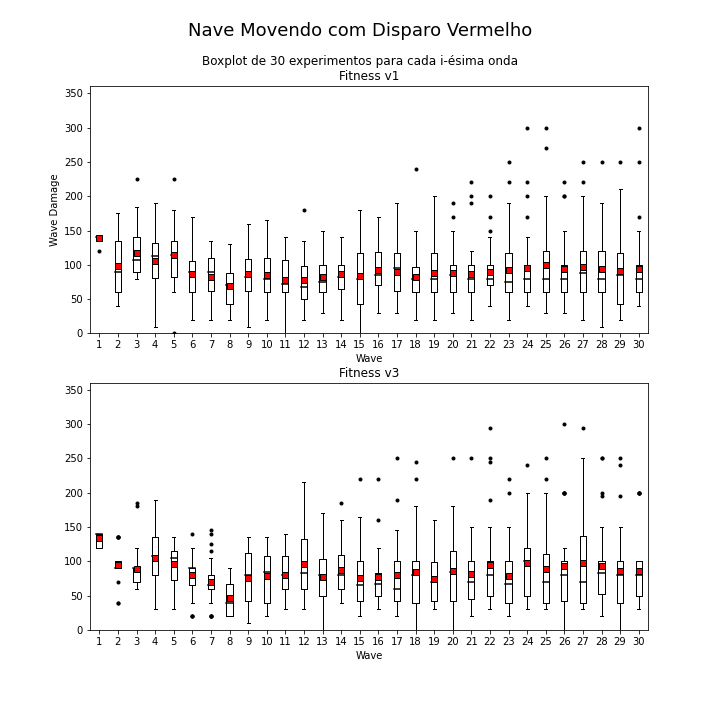 Nave Movendo com Disparo Vermelho
Boxplot de 30 experimentos para cada i-ésima onda
Fitness v1
350
300
250
200
150
100
50
0
Wave Damage
1 2 3 4 5 6 7 8 9 10 11 12 13 14 15 16 17 18 19 20 21 22 23 24 25 26 27 28 29 30
Wave
Fitness v3
350
300
250
200
150
100
50
0
1 2 3 4 5 6 7 8 9 10 11 12 13 14 15 16 17 18 19 20 21 22 23 24 25 26 27 28 29 30
Wave